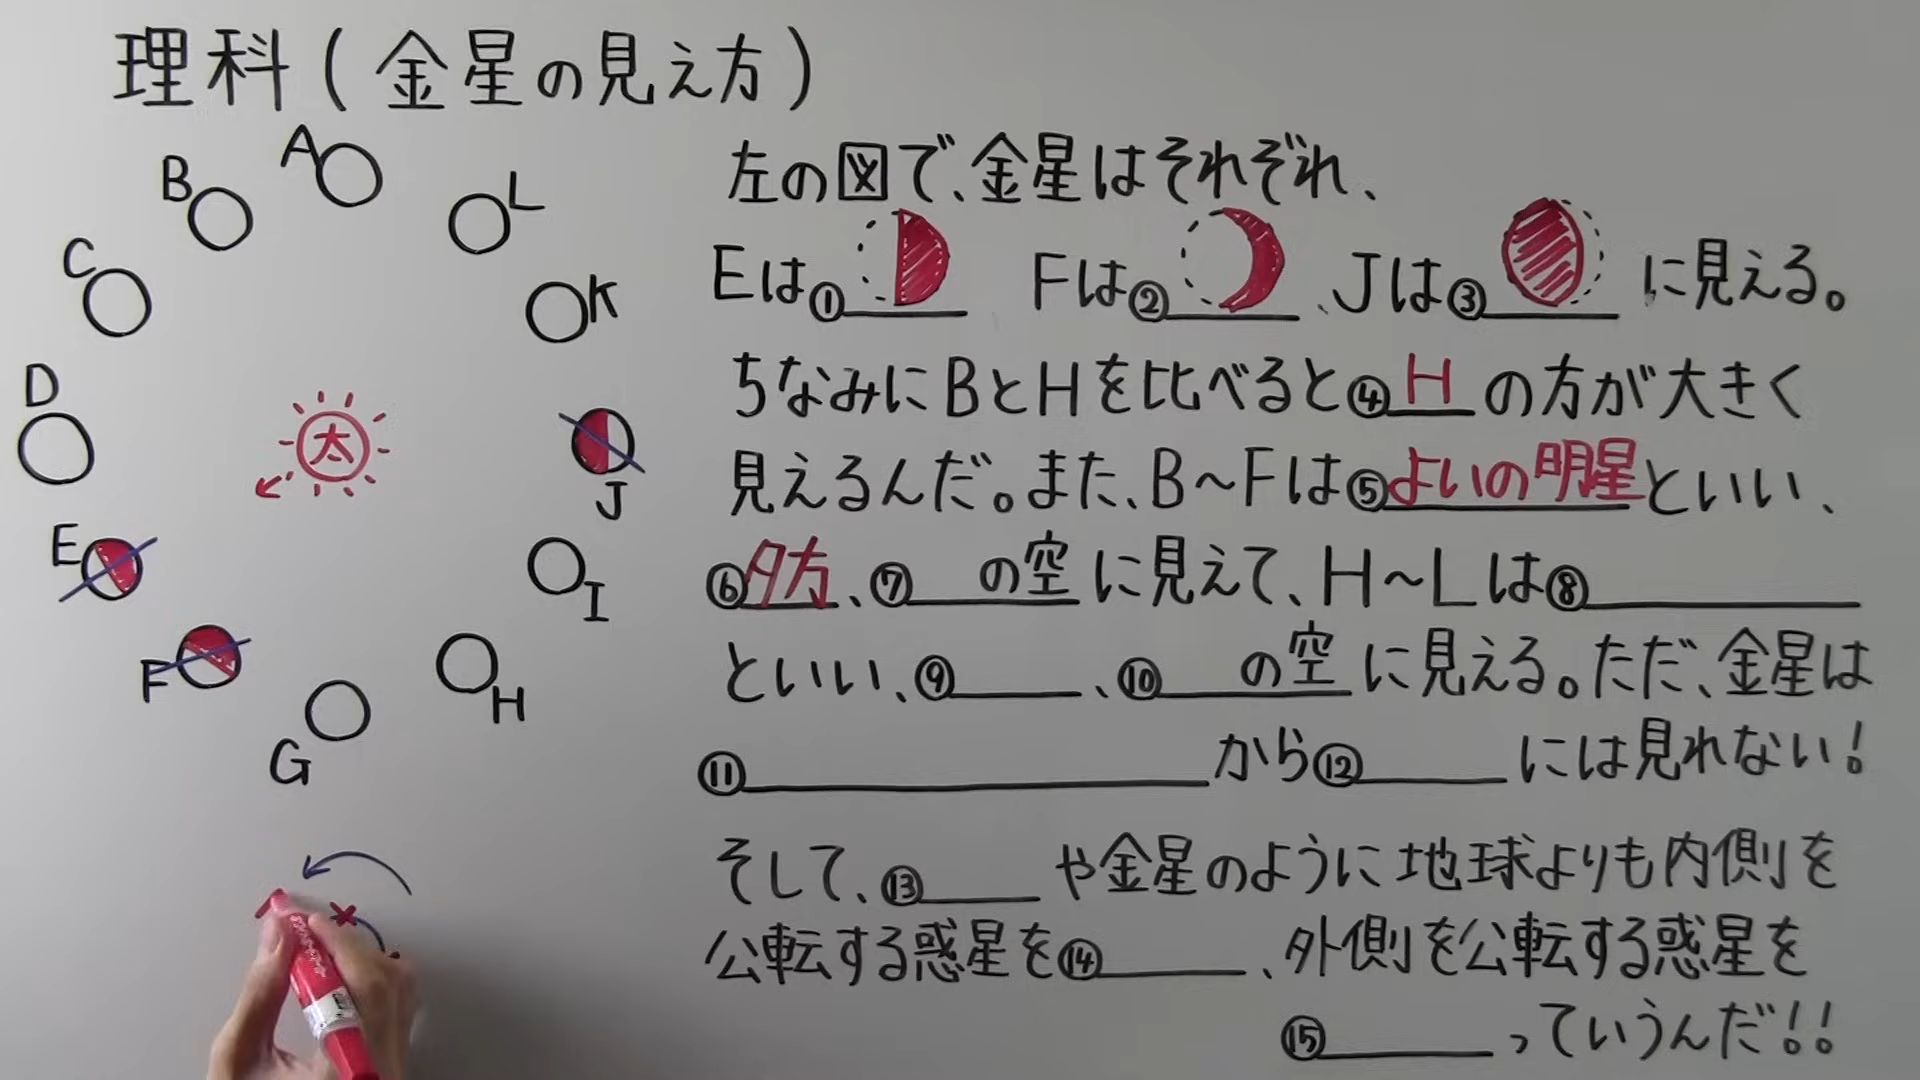 理科(金星の見え方)
A
B
L
C
K
D
太
J
E
I
F
H
G
左の図で、金星はそれぞれ、
Eは① Fは② 、Jは③ に見える。
ちなみにBとHを比べると④Hの方が大きく
見えるんだ。また、B~Fは⑤よいの明星といい、
⑥夕方、⑦ の空に見えて、H~Lは⑧
といい、⑨ 、⑩ の空に見える。ただ、金星は
⑪ から⑫ には見れない!
そして、⑬ や金星のように地球よりも内側を
公転する惑星を⑭ 、外側を公転する惑星を
⑮ っていうんだ!!